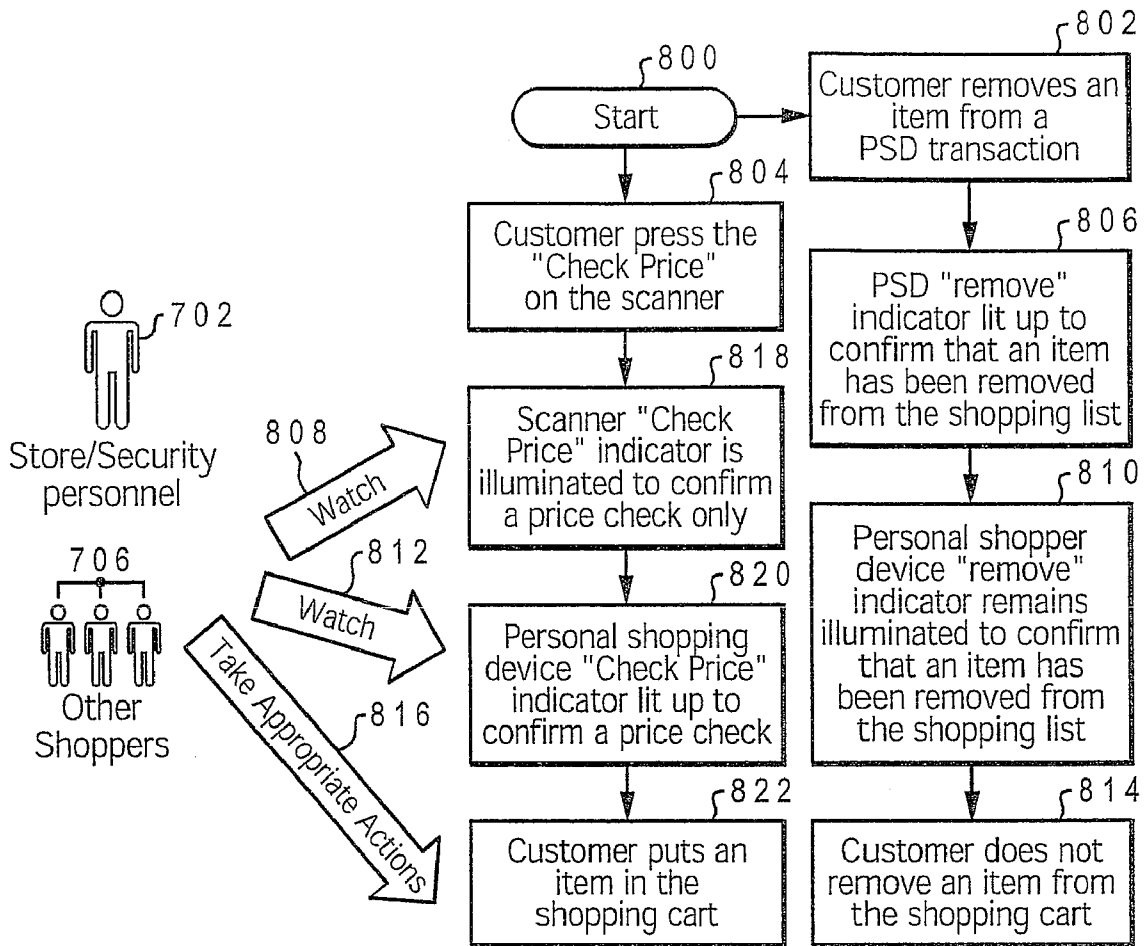 800
Start
802
Customer removes an
item from a
PSD transaction
804
Customer press the
"Check Price"
on the scanner
806
PSD "remove"
indicator lit up to
confirm that an item
has been removed
from the shopping list
702
Store/Security
personnel
706
Other
Shoppers
808
Watch
812
Watch
816
Take Appropriate Actions
818
Scanner "Check
Price" indicator is
illuminated to confirm
a price check only
810
Personal shopper
device "remove"
indicator remains
illuminated to confirm
that an item has
been removed from
the shopping list
820
Personal shopping
device "Check Price"
indicator lit up to
confirm a price check
822
Customer puts an
item in the
shopping cart
814
Customer does not
remove an item from
the shopping cart